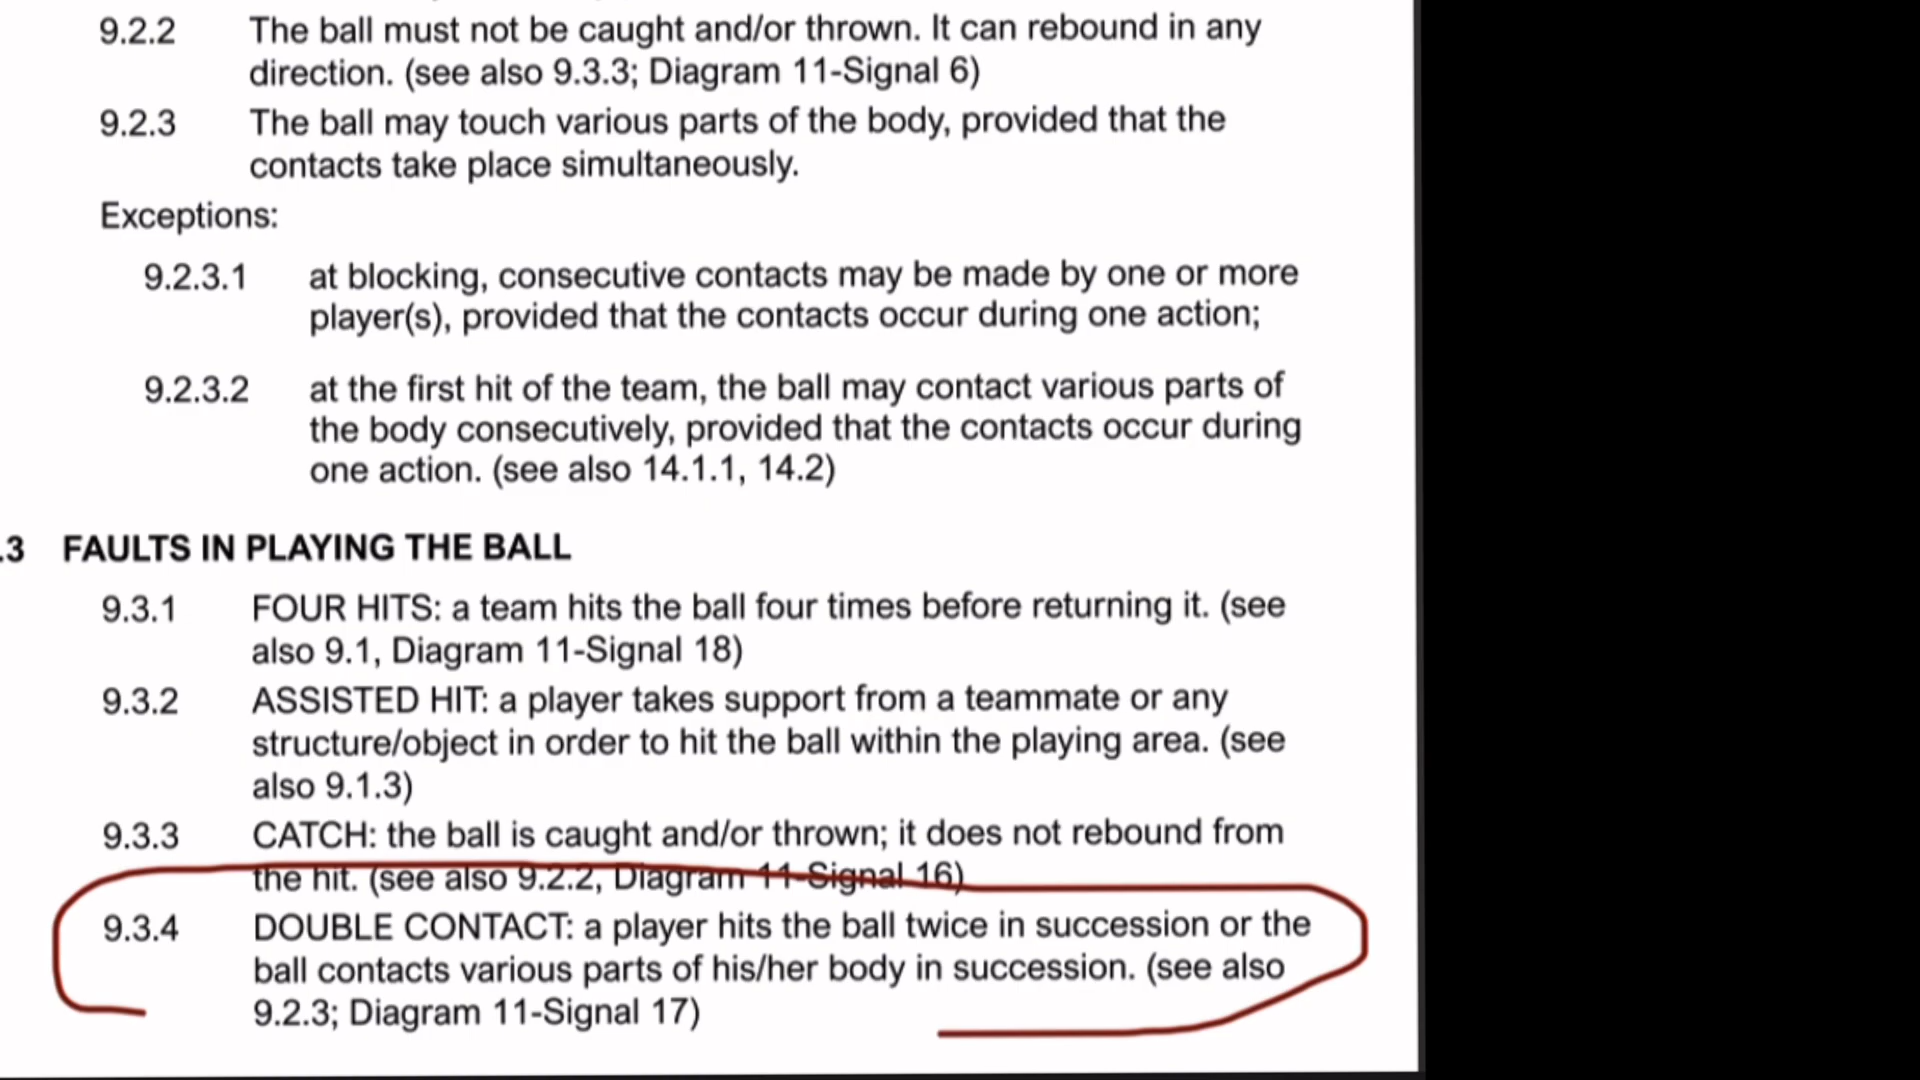 9.2.2 The ball must not be caught and/or thrown. It can rebound in any
direction. (see also 9.3.3; Diagram 11-Signal 6)
9.2.3 The ball may touch various parts of the body, provided that the
contacts take place simultaneously.
Exceptions:
9.2.3.1 at blocking, consecutive contacts may be made by one or more
player(s), provided that the contacts occur during one action;
9.2.3.2 at the first hit of the team, the ball may contact various parts of
the body consecutively, provided that the contacts occur during
one action. (see also 14.1.1, 14.2)
.3 FAULTS IN PLAYING THE BALL
9.3.1 FOUR HITS: a team hits the ball four times before returning it. (see
also 9.1, Diagram 11-Signal 18)
9.3.2 ASSISTED HIT: a player takes support from a teammate or any
structure/object in order to hit the ball within the playing area. (see
also 9.1.3)
9.3.3 CATCH: the ball is caught and/or thrown; it does not rebound from
the hit. (see also 9.2.2, Diagram 11-Signal 16)
9.3.4 DOUBLE CONTACT: a player hits the ball twice in succession or the
ball contacts various parts of his/her body in succession. (see also
9.2.3; Diagram 11-Signal 17)